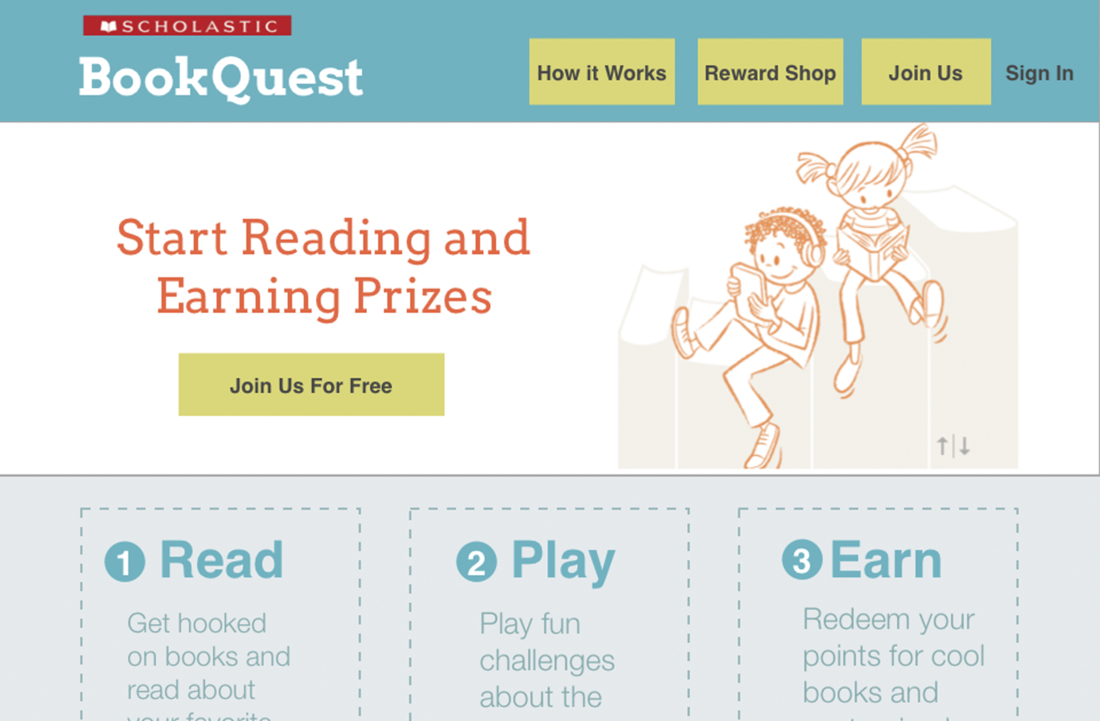 SCHOLASTIC
BookQuest
How it Works
Reward Shop
Join Us
Sign In
Start Reading and
Earning Prizes
Join Us For Free
1 Read
Get hooked
on books and
read about
your favorite
2 Play
Play fun
challenges
about the
3 Earn
Redeem your
points for cool
books and